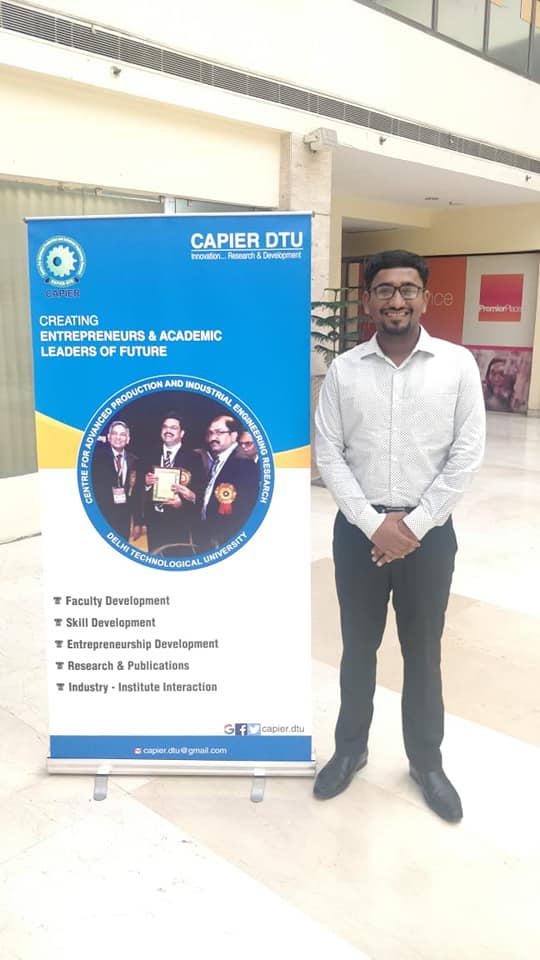 CAPIER DTU
Innovation... Research & Development
CAPIER
CREATING
ENTREPRENEURS & ACADEMIC
LEADERS OF FUTURE
CENTRE FOR ADVANCED PRODUCTION AND INDUSTRIAL ENGINEERING RESEARCH
DELHI TECHNOLOGICAL UNIVERSITY
Faculty Development
Skill Development
Entrepreneurship Development
Research & Publications
Industry - Institute Interaction
capier.dtu
capier.dtu@gmail.com
PremierPlace